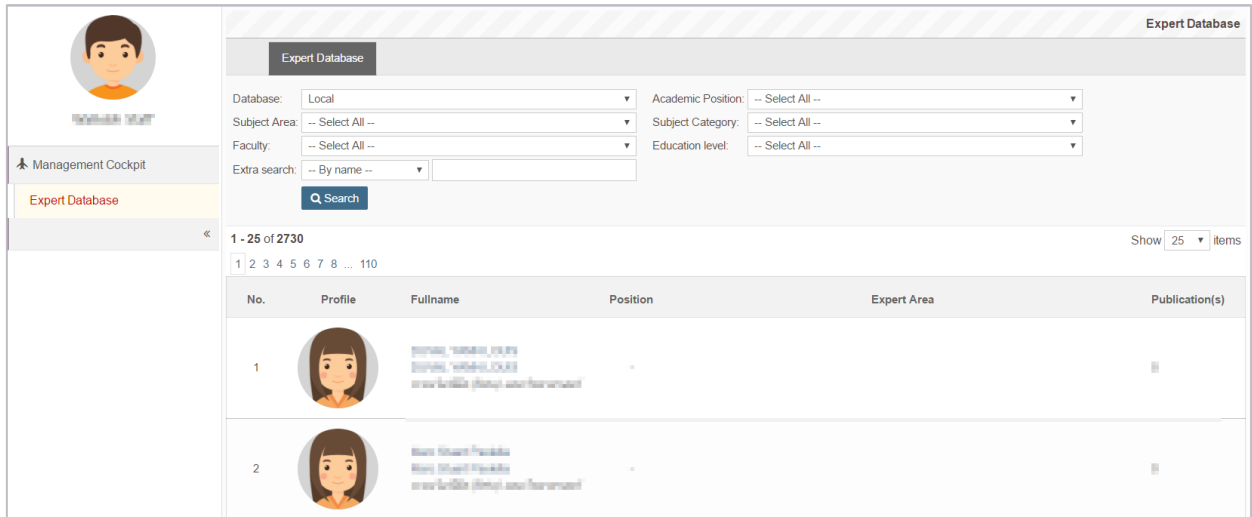 Expert Database
Expert Database
Database: Local Academic Position: -- Select All --
Subject Area: -- Select All -- Subject Category: -- Select All --
Faculty: -- Select All -- Education level: -- Select All --
Extra search: -- By name --
Search
Management Cockpit
Expert Database
«
1 - 25 of 2730 Show 25 items
1 2 3 4 5 6 7 8 ... 110
No. Profile Fullname Position Expert Area Publication(s)
1
2